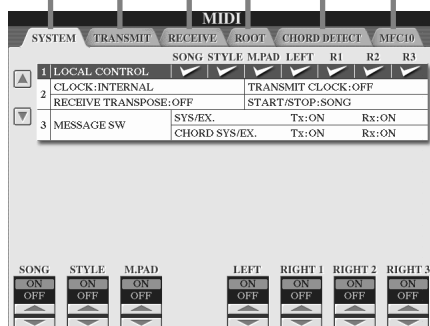 MIDI
SYSTEM TRANSMIT RECEIVE ROOT CHORD DETECT MFC10
SONG STYLE M.PAD LEFT R1 R2 R3
1 LOCAL CONTROL
2 CLOCK:INTERNAL TRANSMIT CLOCK:OFF
RECEIVE TRANSPOSE:OFF START/STOP:SONG
3 MESSAGE SW SYS/EX. Tx:ON Rx:ON
CHORD SYS/EX. Tx:ON Rx:ON
SONG STYLE M.PAD LEFT RIGHT 1 RIGHT 2 RIGHT 3
ON ON ON ON ON ON ON
OFF OFF OFF OFF OFF OFF OFF